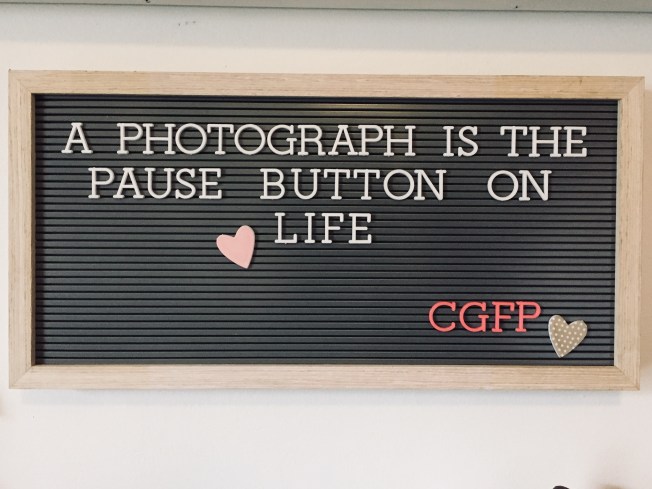 A PHOTOGRAPH IS THE
PAUSE BUTTON ON
LIFE
CGFP